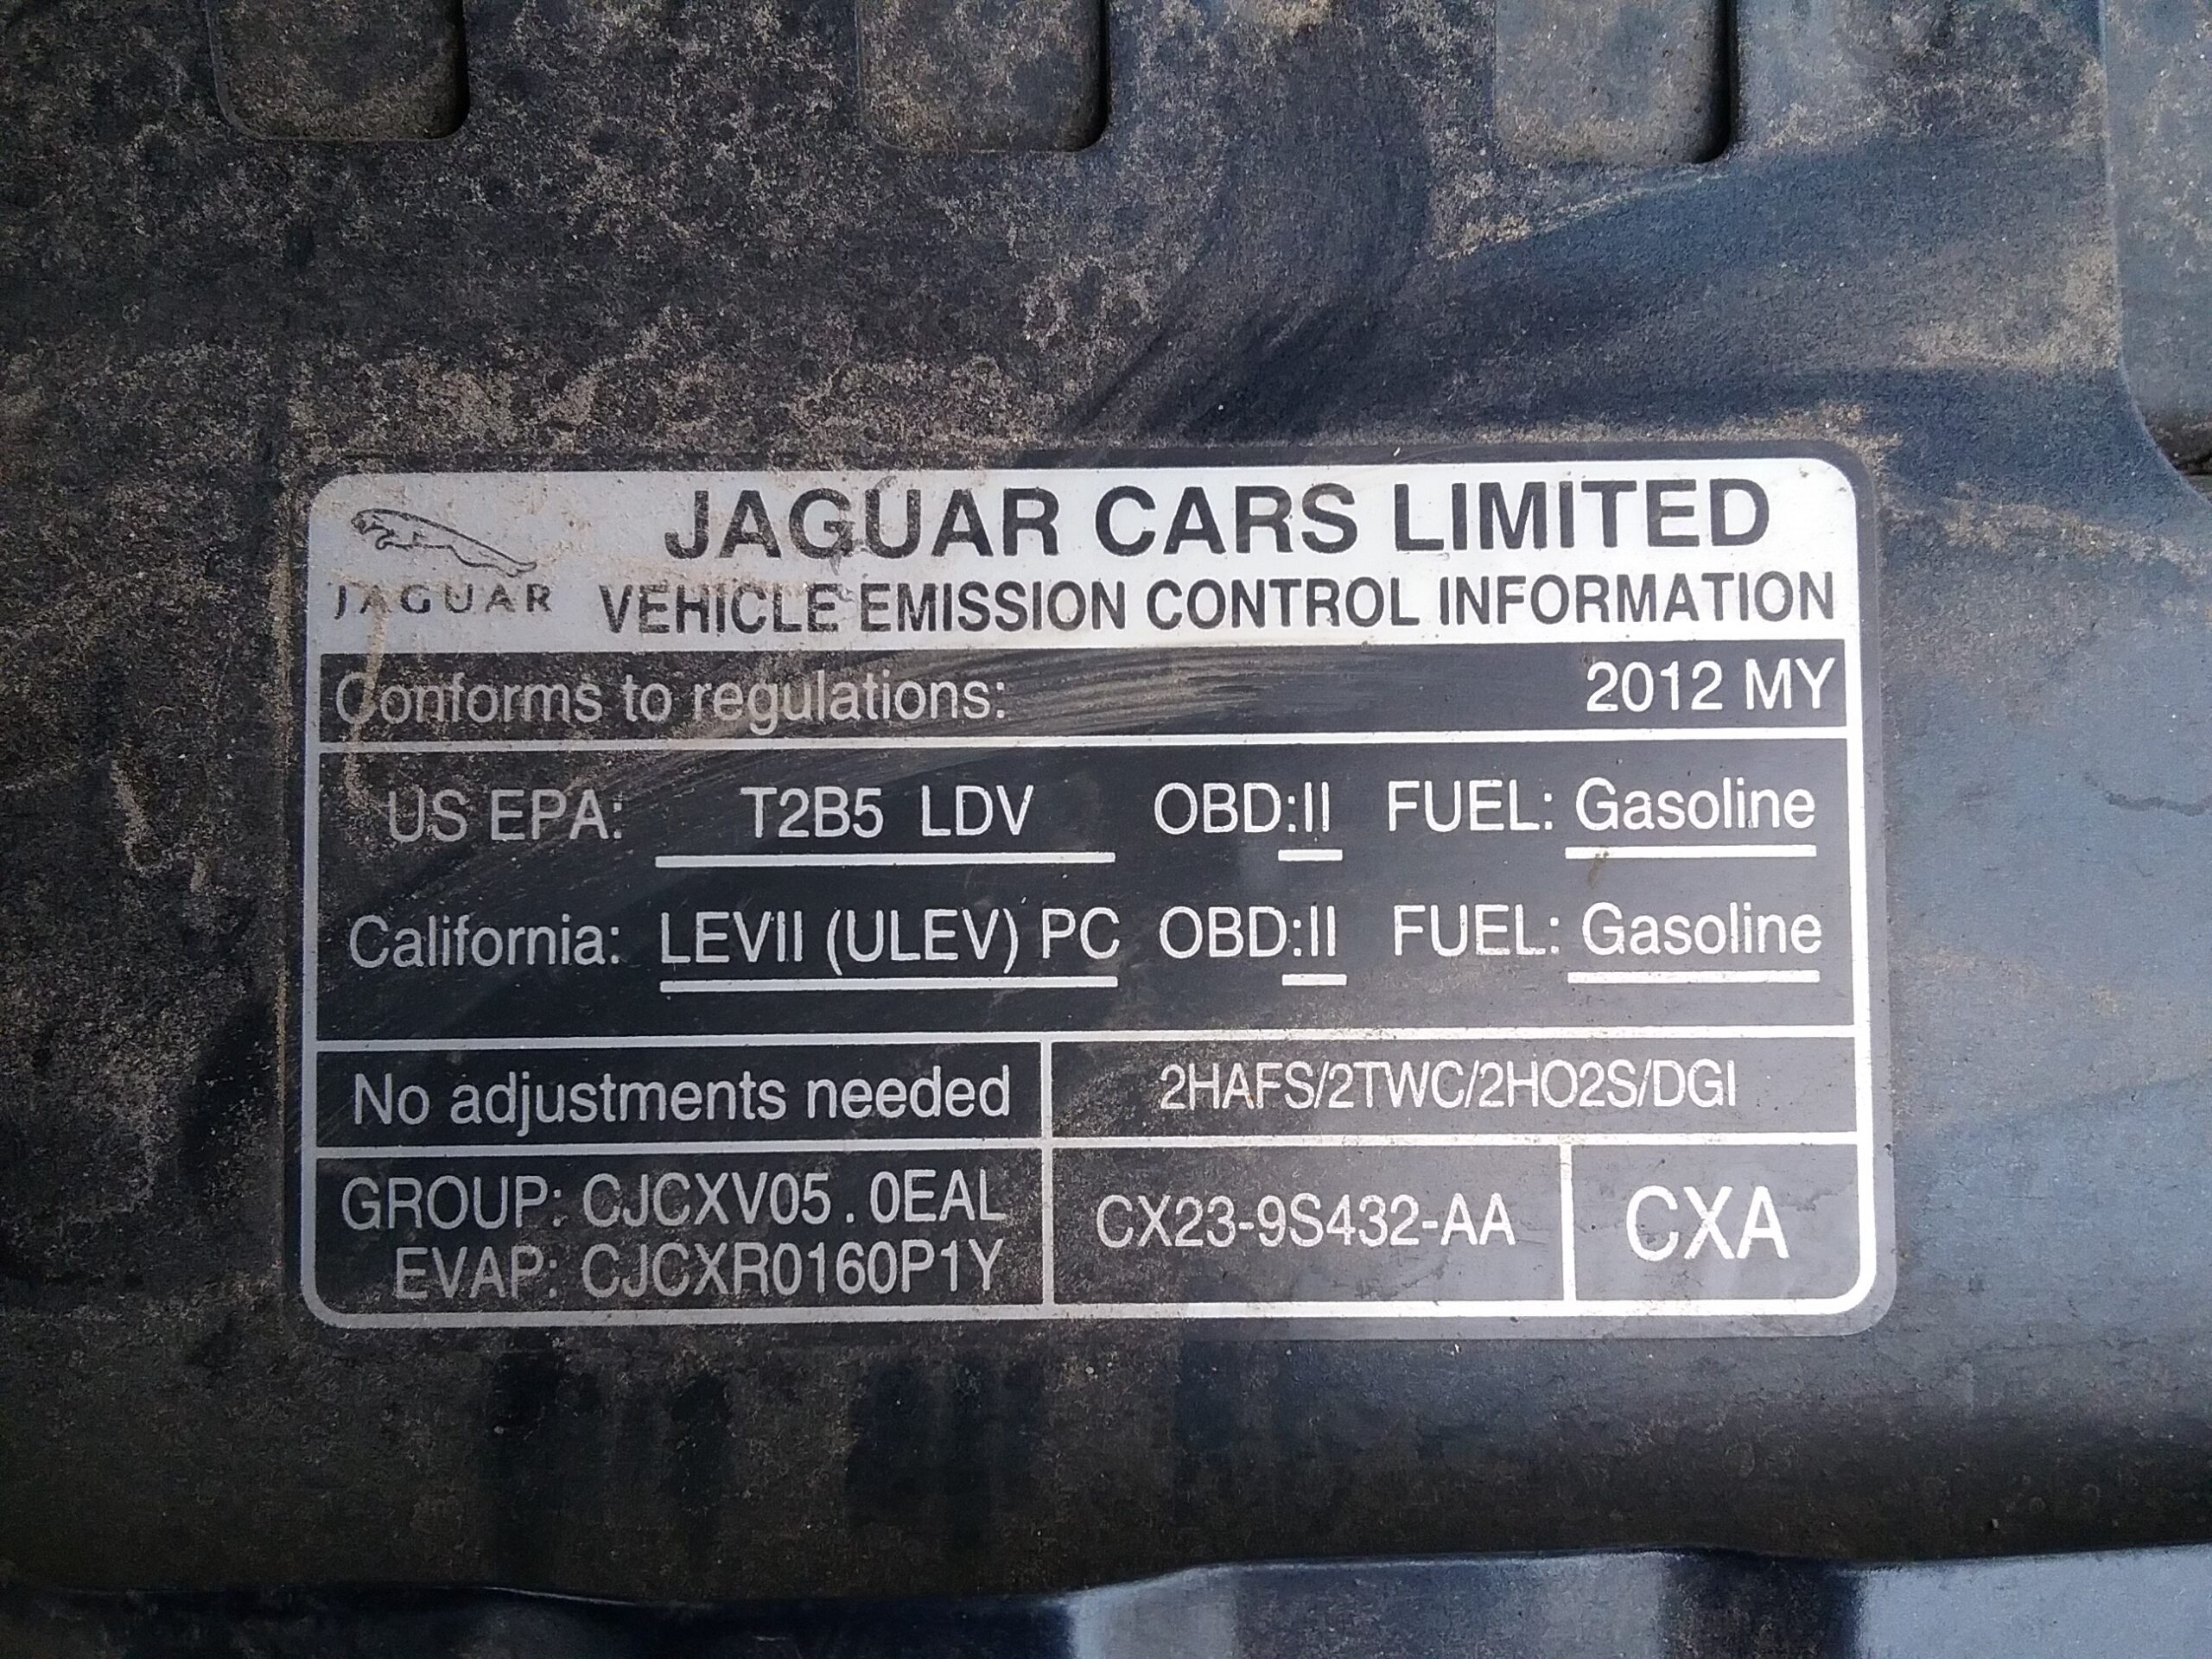 JAGUAR CARS LIMITED
JAGUAR
VEHICLE EMISSION CONTROL INFORMATION
Conforms to regulations: 2012 MY
US EPA: T2B5 LDV OBD:II FUEL: Gasoline
California: LEVII (ULEV) PC OBD:II FUEL: Gasoline
No adjustments needed 2HAFS/2TWC/2HO2S/DGI
GROUP: CJCXV05.0EAL
EVAP: CJCXR0160P1Y
CX23-9S432-AA CXA